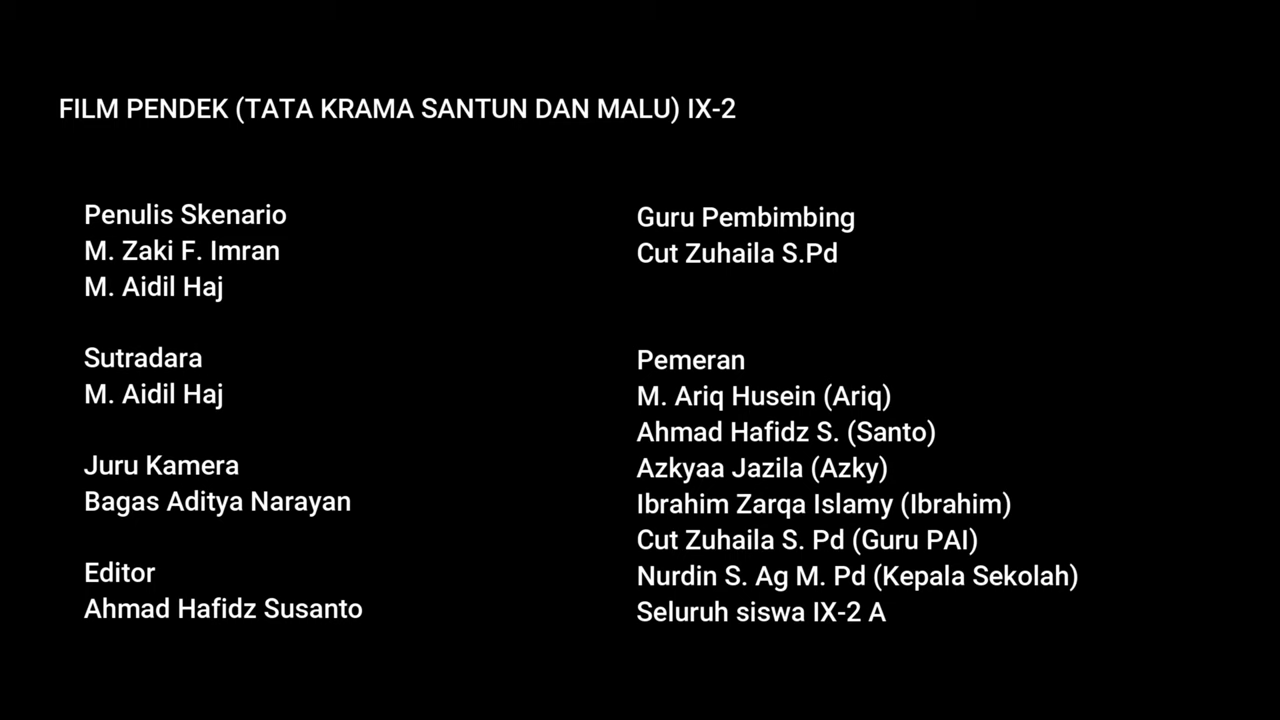 FILM PENDEK (TATA KRAMA SANTUN DAN MALU) IX-2
Penulis Skenario
M. Zaki F. Imran
M. Aidil Haj
Sutradara
M. Aidil Haj
Juru Kamera
Bagas Aditya Narayan
Editor
Ahmad Hafidz Susanto
Guru Pembimbing
Cut Zuhaila S.Pd
Pemeran
M. Ariq Husein (Ariq)
Ahmad Hafidz S. (Santo)
Azkyaa Jazila (Azky)
Ibrahim Zarqa Islamy (Ibrahim)
Cut Zuhaila S. Pd (Guru PAI)
Nurdin S. Ag M. Pd (Kepala Sekolah)
Seluruh siswa IX-2 A